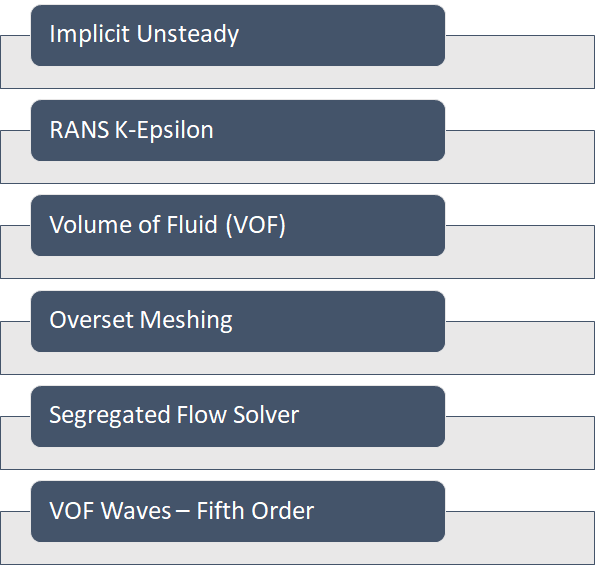 Implicit Unsteady
RANS K-Epsilon
Volume of Fluid (VOF)
Overset Meshing
Segregated Flow Solver
VOF Waves – Fifth Order